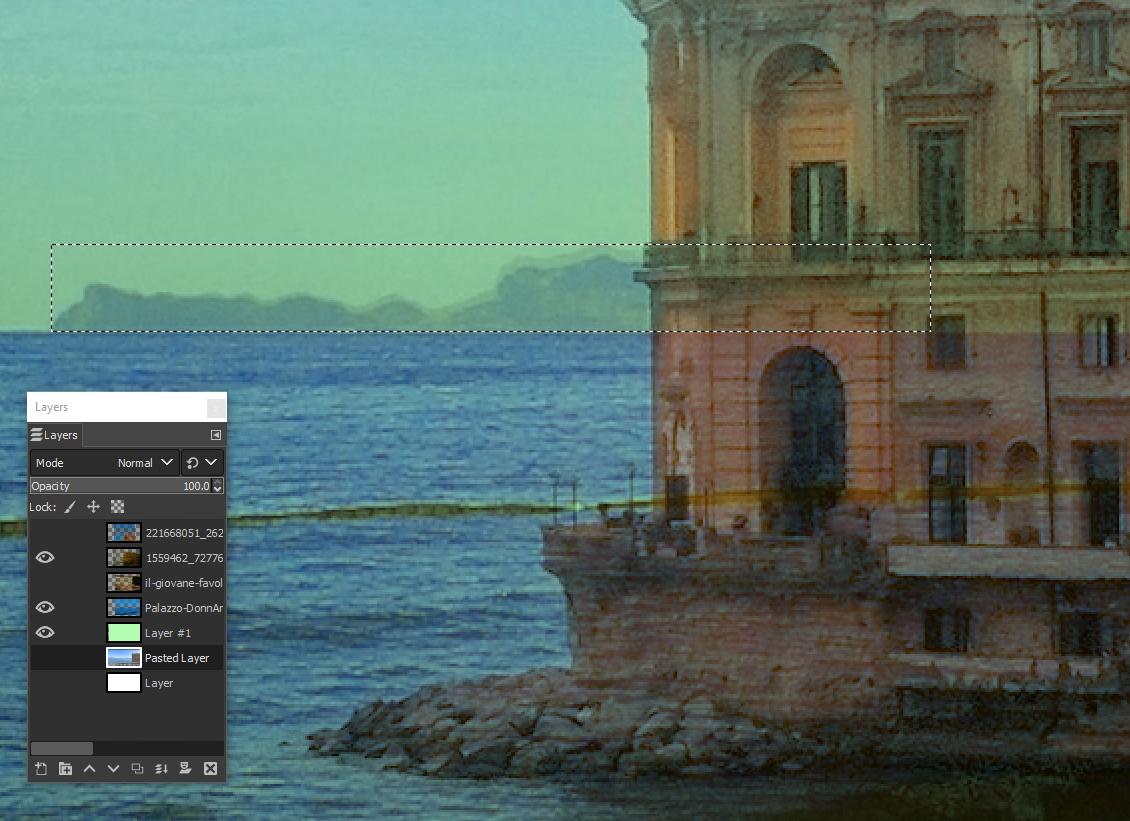 Layers
Layers
Mode Normal
Opacity 100.0
Lock:
221668051_262
1559462_72776
il-giovane-favol
Palazzo-DonnAr
Layer #1
Pasted Layer
Layer